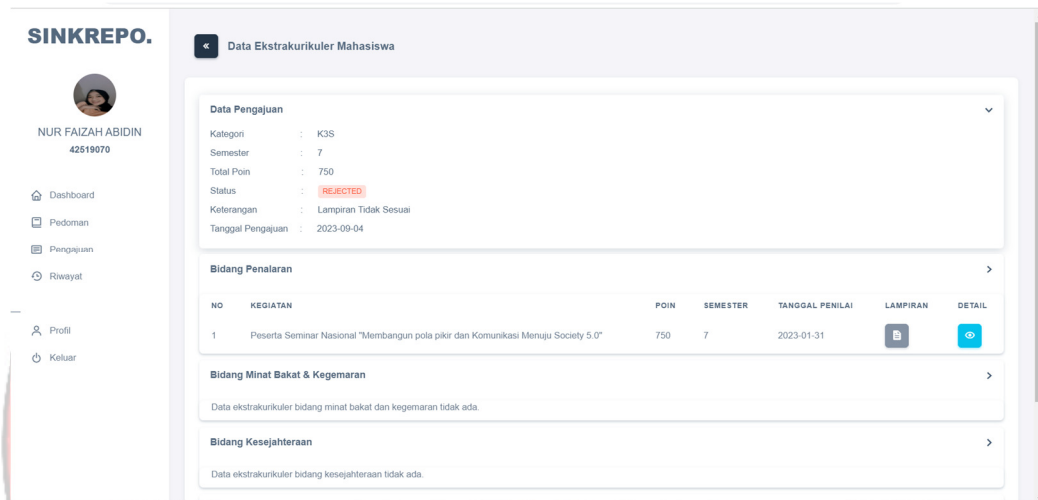 SINKREPO.
NUR FAIZAH ABIDIN
42519070
Dashboard
Pedoman
Pengajuan
Riwayat
Profil
Keluar
Data Ekstrakurikuler Mahasiswa
Data Pengajuan
Kategori : K3S
Semester : 7
Total Poin : 750
Status : REJECTED
Keterangan : Lampiran Tidak Sesuai
Tanggal Pengajuan : 2023-09-04
Bidang Penalaran
NO KEGIATAN POIN SEMESTER TANGGAL PENILAI LAMPIRAN DETAIL
1 Peserta Seminar Nasional "Membangun pola pikir dan Komunikasi Menuju Society 5.0" 750 7 2023-01-31
Bidang Minat Bakat & Kegemaran
Data ekstrakurikuler bidang minat bakat dan kegemaran tidak ada.
Bidang Kesejahteraan
Data ekstrakurikuler bidang kesejahteraan tidak ada.